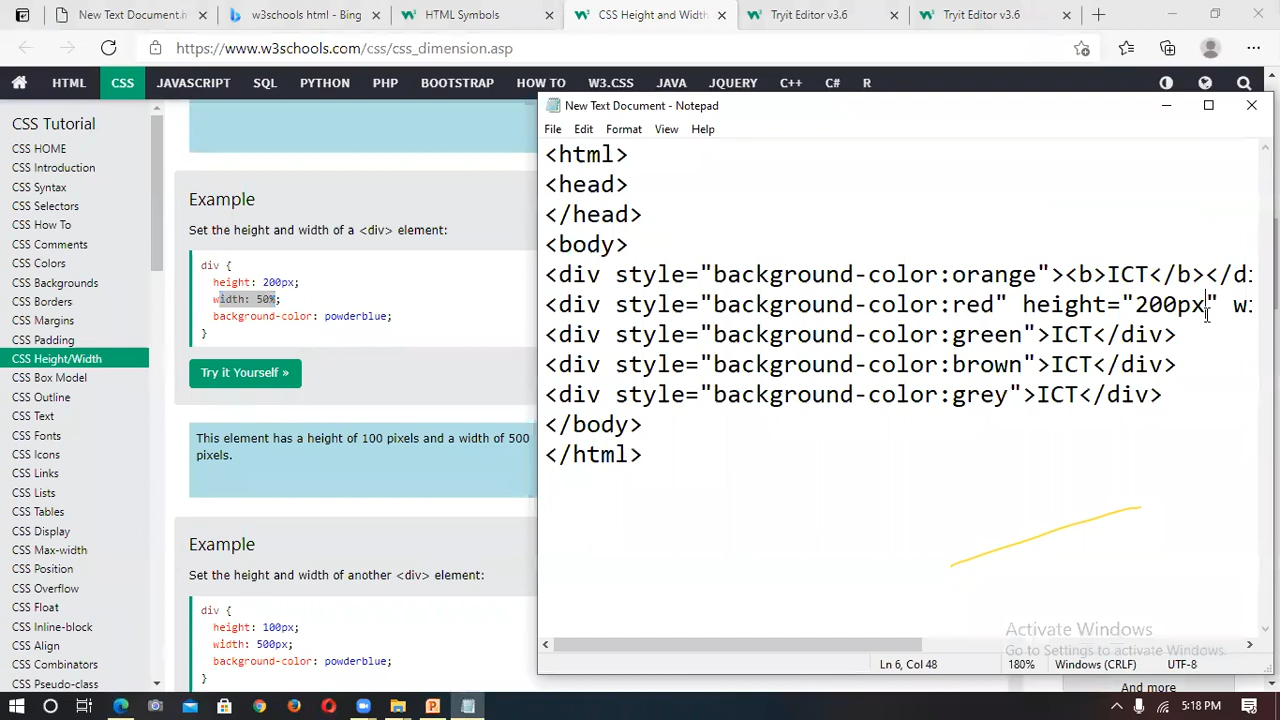 New Text Document.h
w3schools html - Bing
HTML Symbols
CSS Height and Width
Tryit Editor v3.6
Tryit Editor v3.6
https://www.w3schools.com/css/css_dimension.asp
HTML CSS JAVASCRIPT SQL PYTHON PHP BOOTSTRAP HOW TO W3.CSS JAVA JQUERY C++ C# R
CSS Tutorial
CSS HOME
CSS Introduction
CSS Syntax
CSS Selectors
CSS How To
CSS Comments
CSS Colors
CSS Backgrounds
CSS Borders
CSS Margins
CSS Padding
CSS Height/Width
CSS Box Model
CSS Outline
CSS Text
CSS Fonts
CSS Icons
CSS Links
CSS Lists
CSS Tables
CSS Display
CSS Max-width
CSS Position
CSS Overflow
CSS Float
CSS Inline-block
CSS Align
CSS Combinators
CSS Pseudo-class
Example
Set the height and width of a <div> element:
div {
height: 200px;
width: 50%;
background-color: powderblue;
}
Try it Yourself »
This element has a height of 100 pixels and a width of 500
pixels.
Example
Set the height and width of another <div> element:
div {
height: 100px;
width: 500px;
background-color: powderblue;
}
New Text Document - Notepad
File Edit Format View Help
<html>
<head>
</head>
<body>
<div style="background-color:orange"><b>ICT</b></di
<div style="background-color:red" height="200px" wi
<div style="background-color:green">ICT</div>
<div style="background-color:brown">ICT</div>
<div style="background-color:grey">ICT</div>
</body>
</html>
Activate Windows
Go to Settings to activate Windows.
Ln 6, Col 48 180% Windows (CRLF) UTF-8
And more
5:18 PM